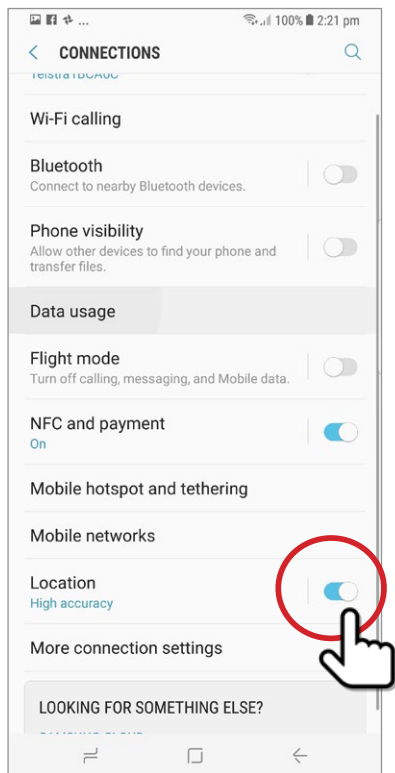 100% 2:21 pm
CONNECTIONS
Wi-Fi calling
Bluetooth
Connect to nearby Bluetooth devices.
Phone visibility
Allow other devices to find your phone and
transfer files.
Data usage
Flight mode
Turn off calling, messaging, and Mobile data.
NFC and payment
On
Mobile hotspot and tethering
Mobile networks
Location
High accuracy
More connection settings
LOOKING FOR SOMETHING ELSE?